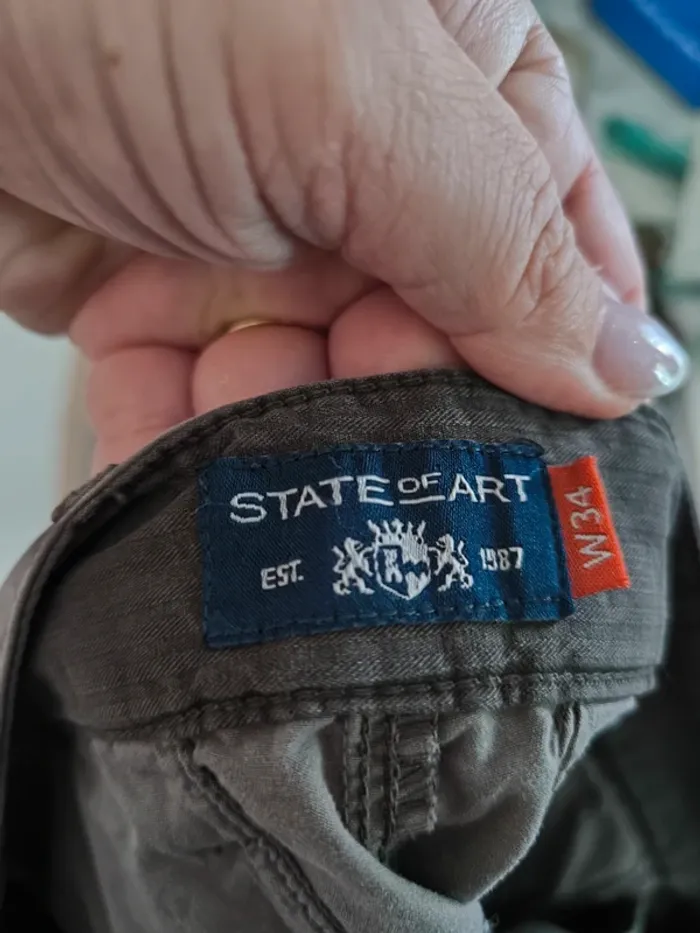 STATE OF ART
EST. 1987
W34